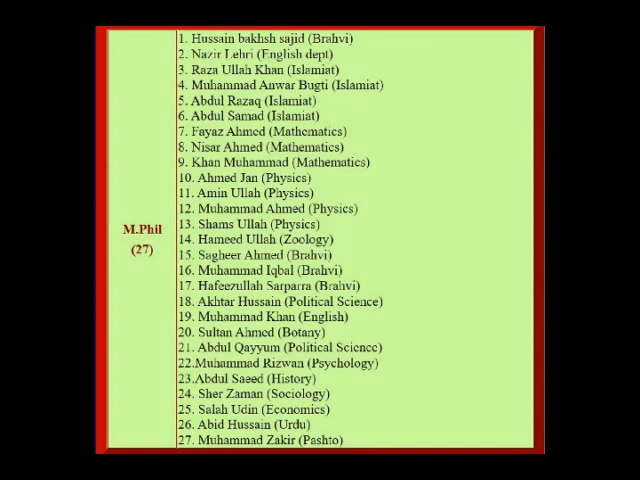 M.Phil
(27)
1. Hussain bakhsh sajid (Brahvi)
2. Nazir Lehri (English dept)
3. Raza Ullah Khan (Islamiat)
4. Muhammad Anwar Bugti (Islamiat)
5. Abdul Razaq (Islamiat)
6. Abdul Samad (Islamiat)
7. Fayaz Ahmed (Mathematics)
8. Nisar Ahmed (Mathematics)
9. Khan Muhammad (Mathematics)
10. Ahmed Jan (Physics)
11. Amin Ullah (Physics)
12. Muhammad Ahmed (Physics)
13. Shams Ullah (Physics)
14. Hameed Ullah (Zoology)
15. Sagheer Ahmed (Brahvi)
16. Muhammad Iqbal (Brahvi)
17. Hafeezullah Sarparra (Brahvi)
18. Akhtar Hussain (Political Science)
19. Muhammad Khan (English)
20. Sultan Ahmed (Botany)
21. Abdul Qayyum (Political Science)
22.Muhammad Rizwan (Psychology)
23.Abdul Saeed (History)
24. Sher Zaman (Sociology)
25. Salah Udin (Economics)
26. Abid Hussain (Urdu)
27. Muhammad Zakir (Pashto)